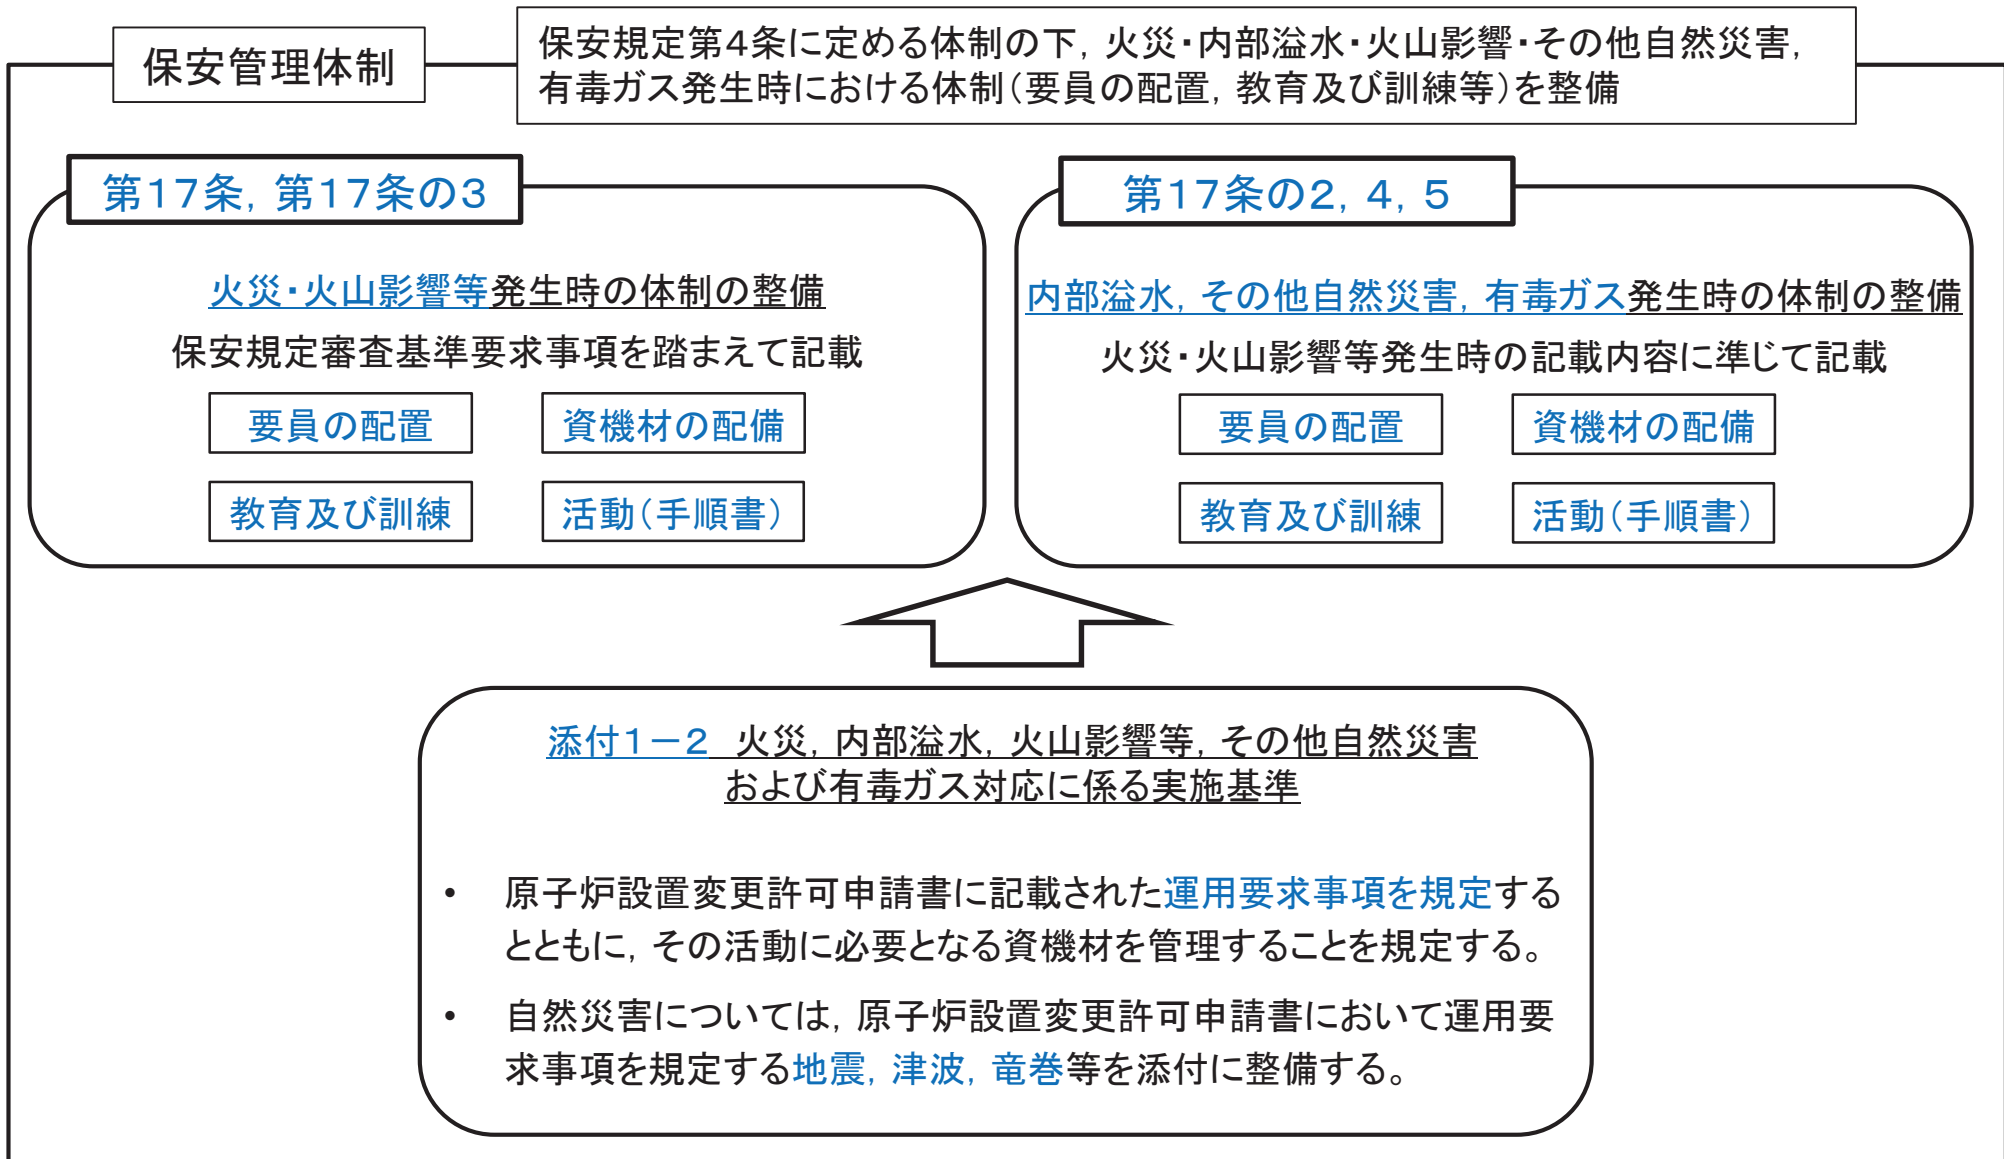 保安管理体制
保安規定第4条に定める体制の下，火災・内部溢水・火山影響・その他自然災害，
有毒ガス発生時における体制（要員の配置，教育及び訓練等）を整備
第１７条，第１７条の３
火災・火山影響等発生時の体制の整備
保安規定審査基準要求事項を踏まえて記載
要員の配置
資機材の配備
教育及び訓練
活動（手順書）
第１７条の２，４，５
内部溢水，その他自然災害，有毒ガス発生時の体制の整備
火災・火山影響等発生時の記載内容に準じて記載
要員の配置
資機材の配備
教育及び訓練
活動（手順書）
添付１－２　火災，内部溢水，火山影響等，その他自然災害
および有毒ガス対応に係る実施基準
• 原子炉設置変更許可申請書に記載された運用要求事項を規定する
とともに，その活動に必要となる資機材を管理することを規定する。
• 自然災害については，原子炉設置変更許可申請書において運用要
求事項を規定する地震，津波，竜巻等を添付に整備する。